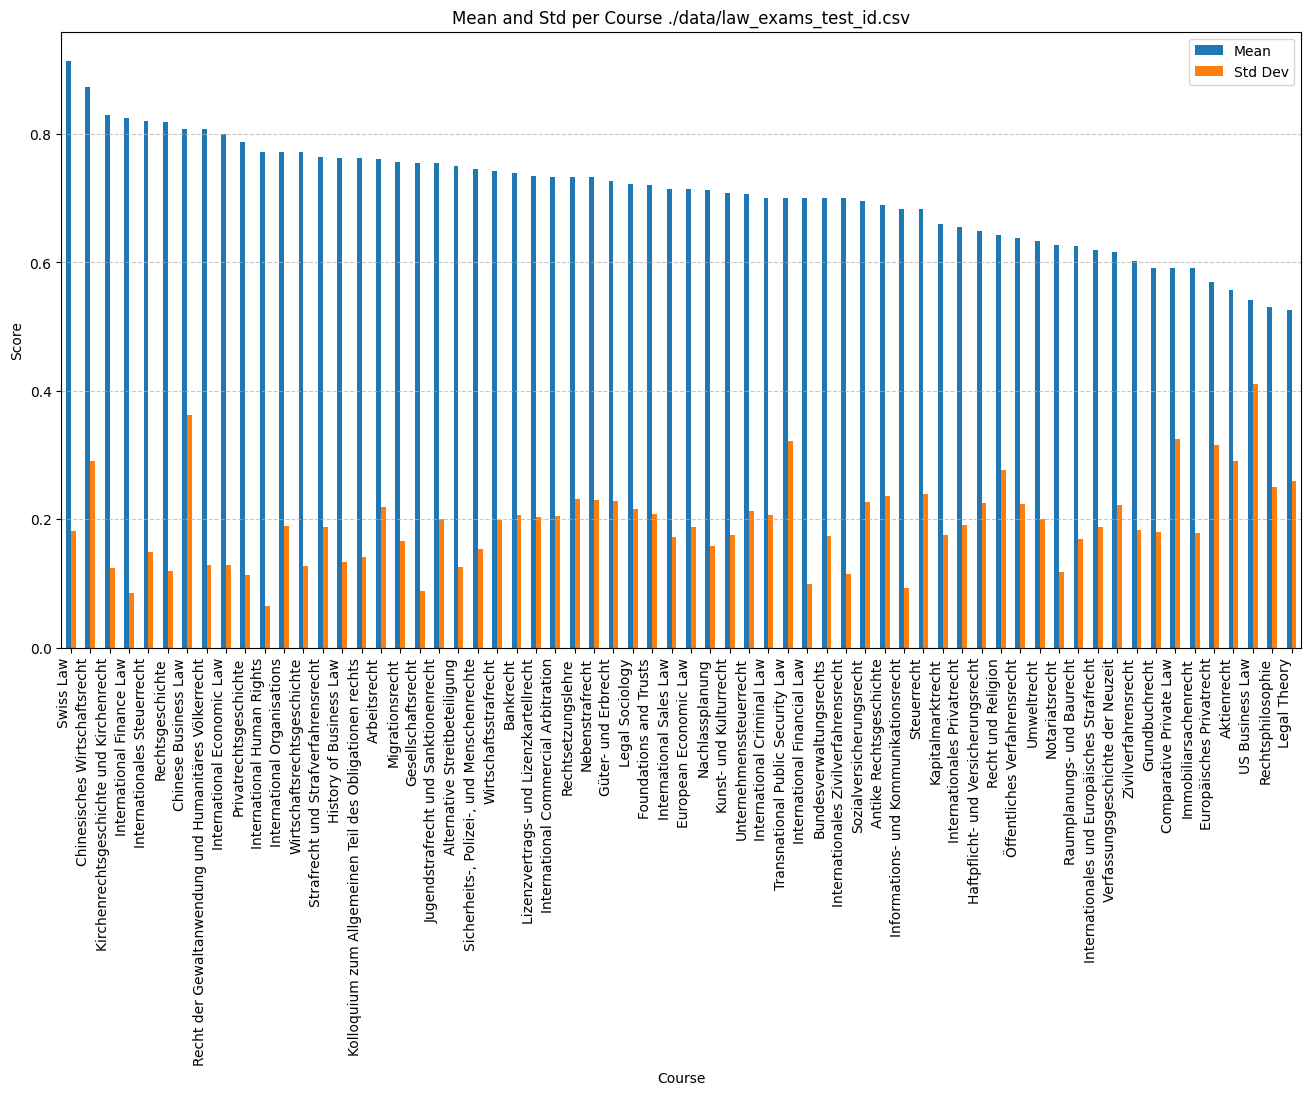 Mean and Std per Course ./data/law_exams_test_id.csv
Mean
Std Dev
Score
0.8
0.6
0.4
0.2
0.0
Swiss Law
Chinesisches Wirtschaftsrecht
Kirchenrechtsgeschichte und Kirchenrecht
International Finance Law
Internationales Steuerrecht
Rechtsgeschichte
Chinese Business Law
Recht der Gewaltanwendung und Humanitäres Völkerrecht
International Economic Law
Privatrechtsgeschichte
International Human Rights
International Organisations
Wirtschaftsrechtsgeschichte
Strafrecht und Strafverfahrensrecht
History of Business Law
Kolloquium zum Allgemeinen Teil des Obligationen rechts
Arbeitsrecht
Migrationsrecht
Gesellschaftsrecht
Jugendstrafrecht und Sanktionenrecht
Alternative Streitbeteiligung
Sicherheits-, Polizei-, und Menschenrechte
Wirtschaftsstrafrecht
Bankrecht
Lizenzvertrags- und Lizenzkartellrecht
International Commercial Arbitration
Rechtsetzungslehre
Nebenstrafrecht
Güter- und Erbrecht
Legal Sociology
Foundations and Trusts
International Sales Law
European Economic Law
Nachlassplanung
Kunst- und Kulturrecht
Unternehmenssteuerrecht
International Criminal Law
Transnational Public Security Law
International Financial Law
Bundesverwaltungsrechts
Internationales Zivilverfahrensrecht
Sozialversicherungsrecht
Antike Rechtsgeschichte
Informations- und Kommunikationsrecht
Steuerrecht
Kapitalmarktrecht
Internationales Privatrecht
Haftpflicht- und Versicherungsrecht
Recht und Religion
Öffentliches Verfahrensrecht
Umweltrecht
Notariatsrecht
Raumplanungs- und Baurecht
Internationales und Europäisches Strafrecht
Verfassungsgeschichte der Neuzeit
Zivilverfahrensrecht
Grundbuchrecht
Comparative Private Law
Immobiliarsachenrecht
Europäisches Privatrecht
Aktienrecht
US Business Law
Rechtsphilosophie
Legal Theory
Course